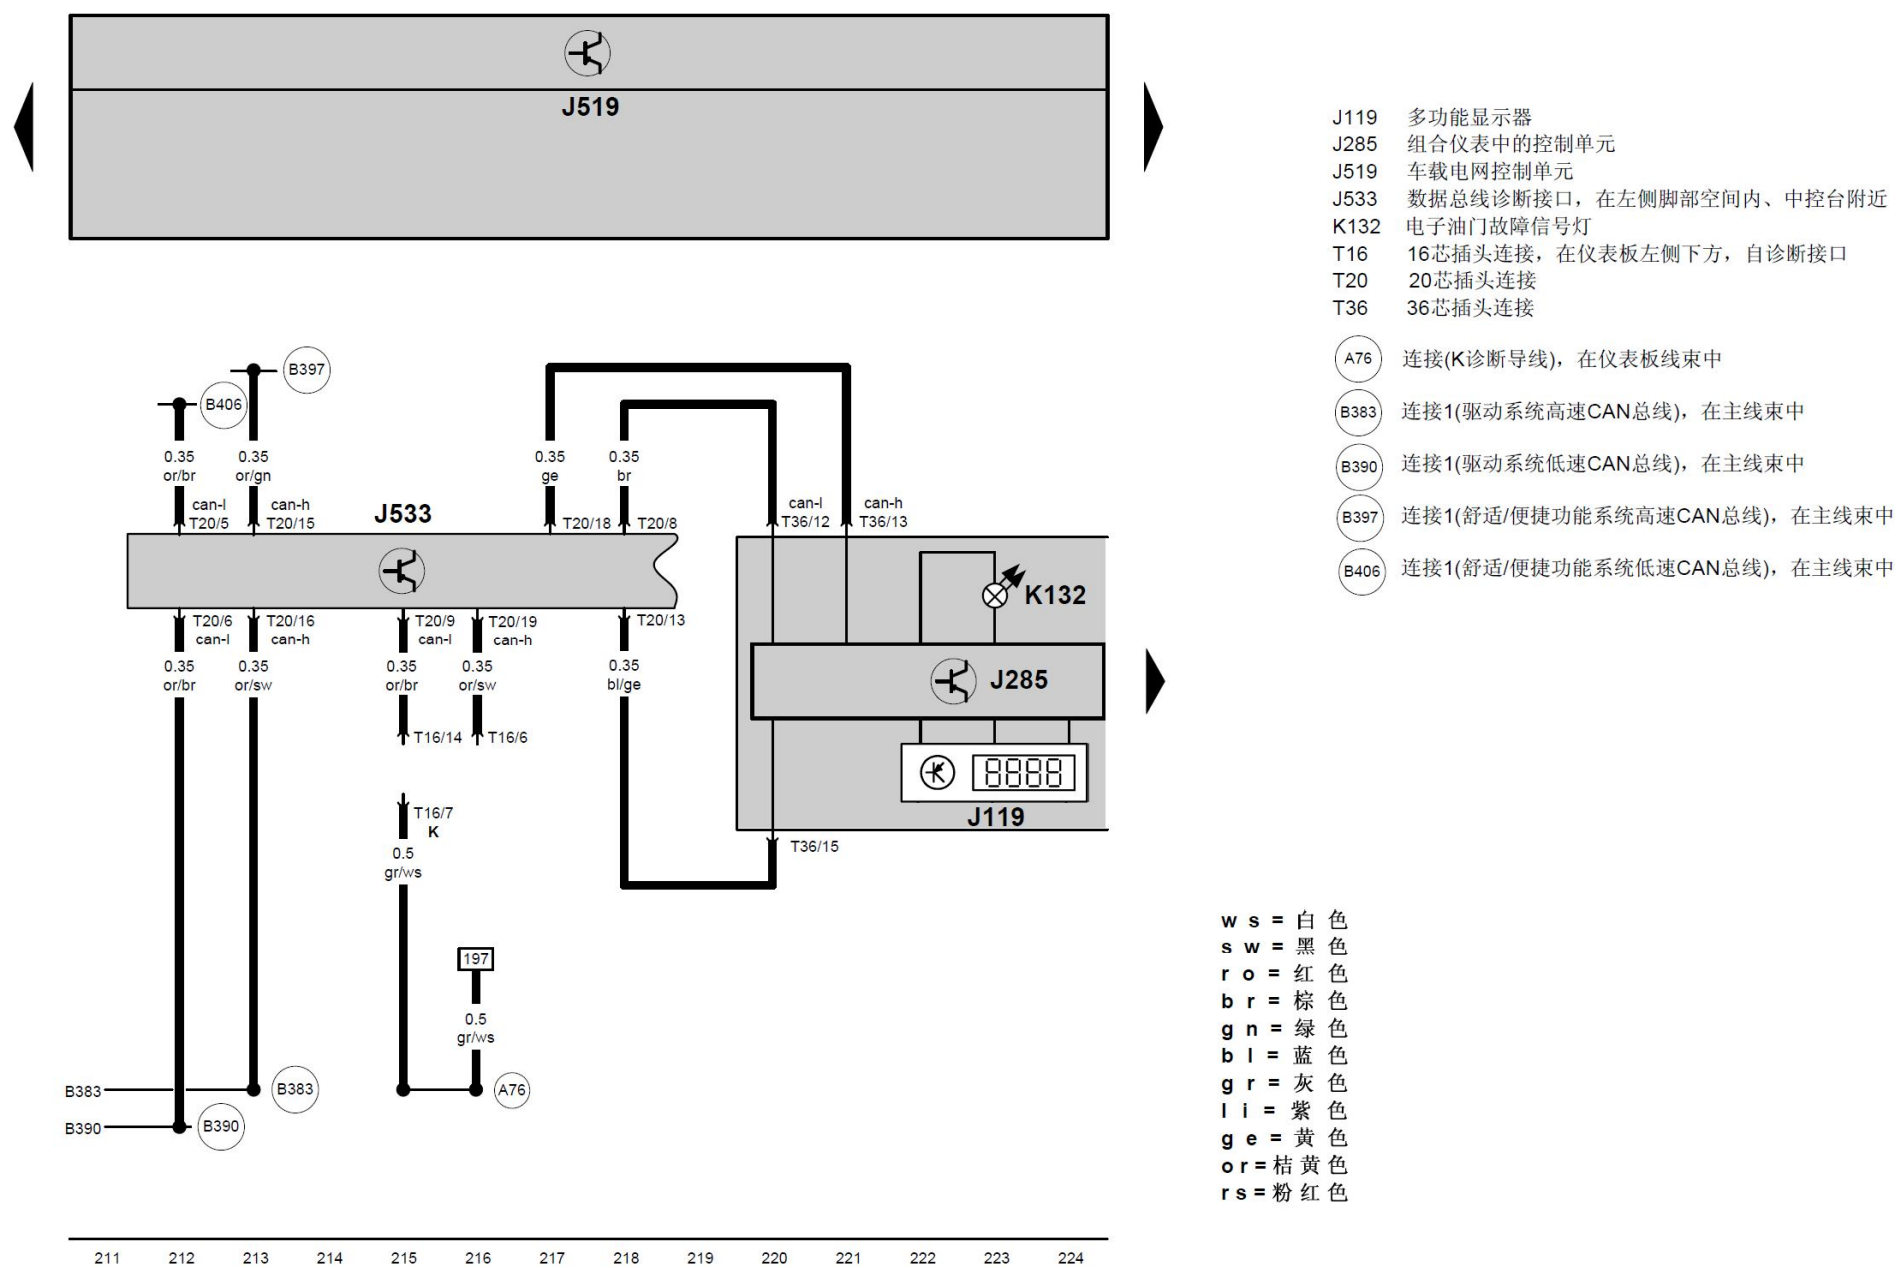 J519
J119 多功能显示器
J285 组合仪表中的控制单元
J519 车载电网控制单元
J533 数据总线诊断接口，在左侧脚部空间内、中控台附近
K132 电子油门故障信号灯
T16 16芯插头连接，在仪表板左侧下方，自诊断接口
T20 20芯插头连接
T36 36芯插头连接
A76 连接(K诊断导线)，在仪表板线束中
B383 连接1(驱动系统高速CAN总线)，在主线束中
B390 连接1(驱动系统低速CAN总线)，在主线束中
B397 连接1(舒适/便捷功能系统高速CAN总线)，在主线束中
B406 连接1(舒适/便捷功能系统低速CAN总线)，在主线束中
B397
B406
0.35 0.35 0.35 0.35
or/br or/gn ge br
can-l can-h can-l can-h
T20/5 T20/15 J533 T20/18 T20/8 T36/12 T36/13
K132
T20/6 T20/16 T20/9 T20/19 T20/13
can-l can-h can-l can-h
0.35 0.35 0.35 0.35 0.35
or/br or/sw or/br or/sw bl/ge
J285
T16/14 T16/6
8888
T16/7 J119
K
T36/15
0.5
gr/ws
197
0.5
gr/ws
B383 B383 A76
B390 B390
ws=白色
sw=黑色
ro=红色
br=棕色
gn=绿色
bl=蓝色
gr=灰色
li=紫色
ge=黄色
or=桔黄色
rs=粉红色
211 212 213 214 215 216 217 218 219 220 221 222 223 224